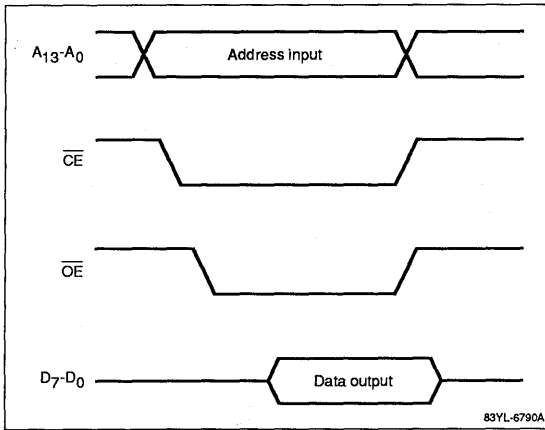 A13-A0
Address input
CE
OE
D7-D0
Data output
83YL-6790A